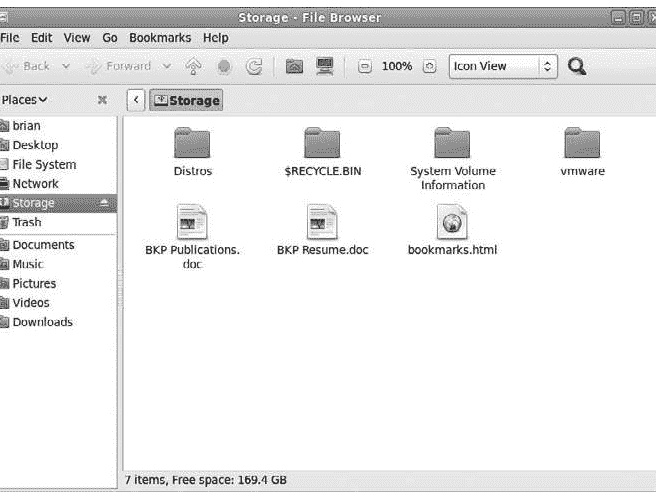 Storage - File Browser
File Edit View Go Bookmarks Help
Back Forward 100% Icon View
Places Storage
brian
Desktop
File System
Network
Storage
Trash
Documents
Music
Pictures
Videos
Downloads
Distros $RECYCLE.BIN System Volume vmware
Information
BKP Publications. BKP Resume.doc bookmarks.html
doc
7 items, Free space: 169.4 GB